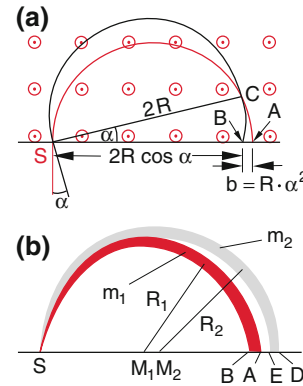 (a)
2R
C
B A
α
S
2R cos α
α
b = R · α²
(b)
m₂
m₁
R₁
R₂
S
M₁M₂
B A E D